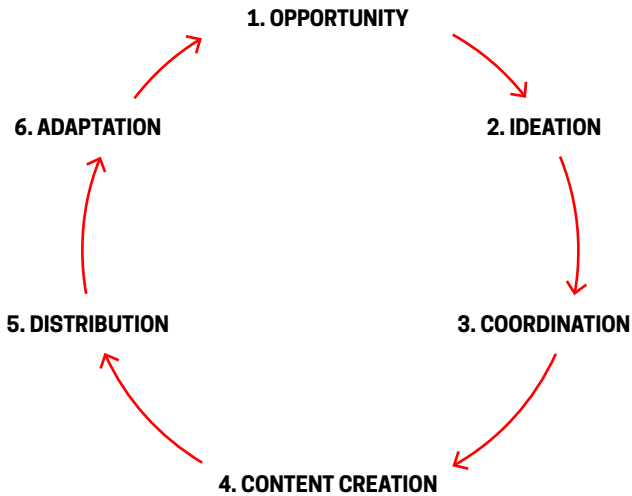 1. OPPORTUNITY
2. IDEATION
3. COORDINATION
4. CONTENT CREATION
5. DISTRIBUTION
6. ADAPTATION